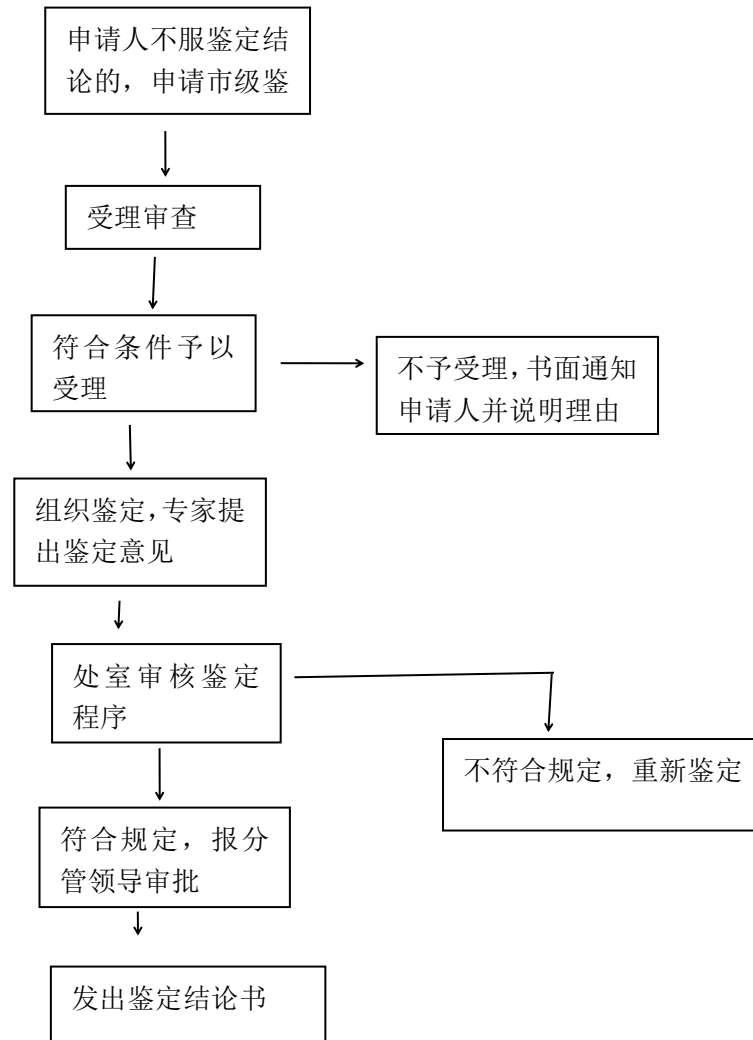 申请人不服鉴定结
论的，申请市级鉴
受理审查
符合条件予以
受理
不予受理，书面通知
申请人并说明理由
组织鉴定，专家提
出鉴定意见
处室审核鉴定
程序
不符合规定，重新鉴定
符合规定，报分
管领导审批
发出鉴定结论书